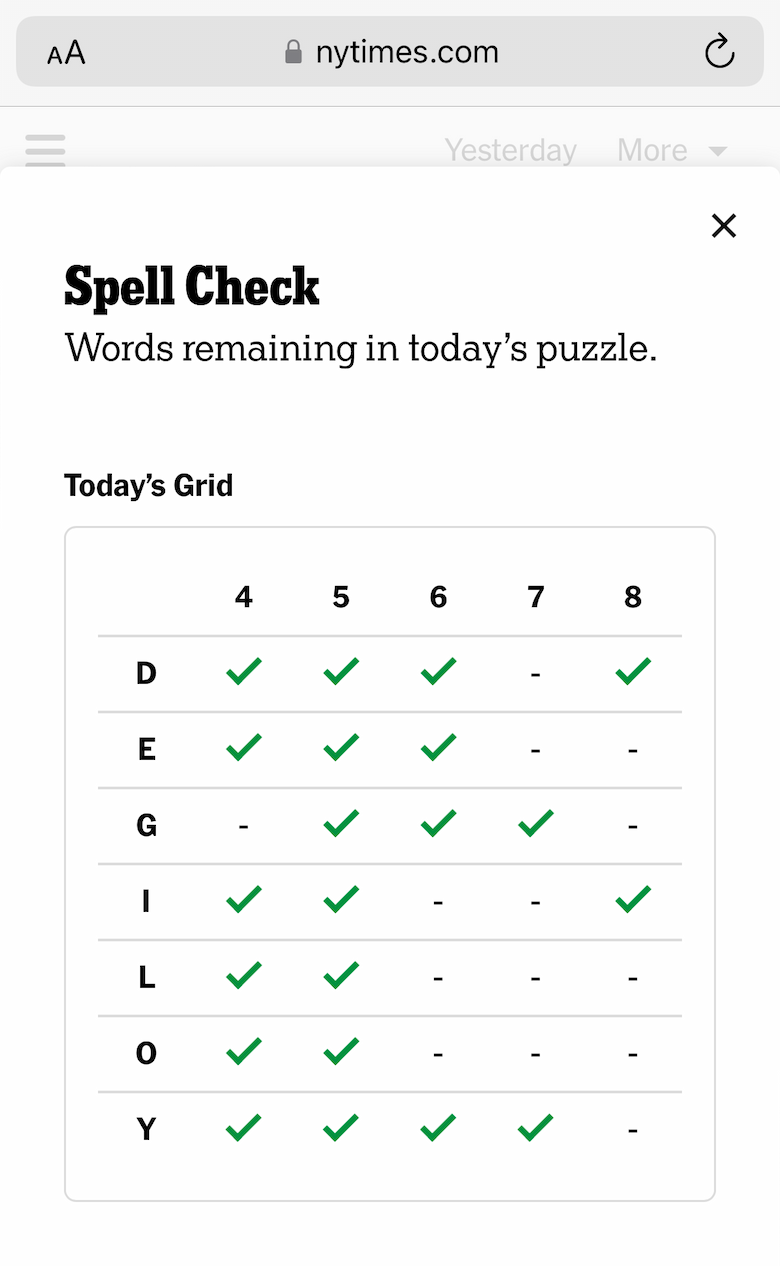 AA nytimes.com
Yesterday More
Spell Check
Words remaining in today’s puzzle.
Today’s Grid
4 5 6 7 8
D ✓ ✓ ✓ - ✓
E ✓ ✓ ✓ - -
G - ✓ ✓ ✓ -
I ✓ ✓ - - ✓
L ✓ ✓ - - -
O ✓ ✓ - - -
Y ✓ ✓ ✓ ✓ -